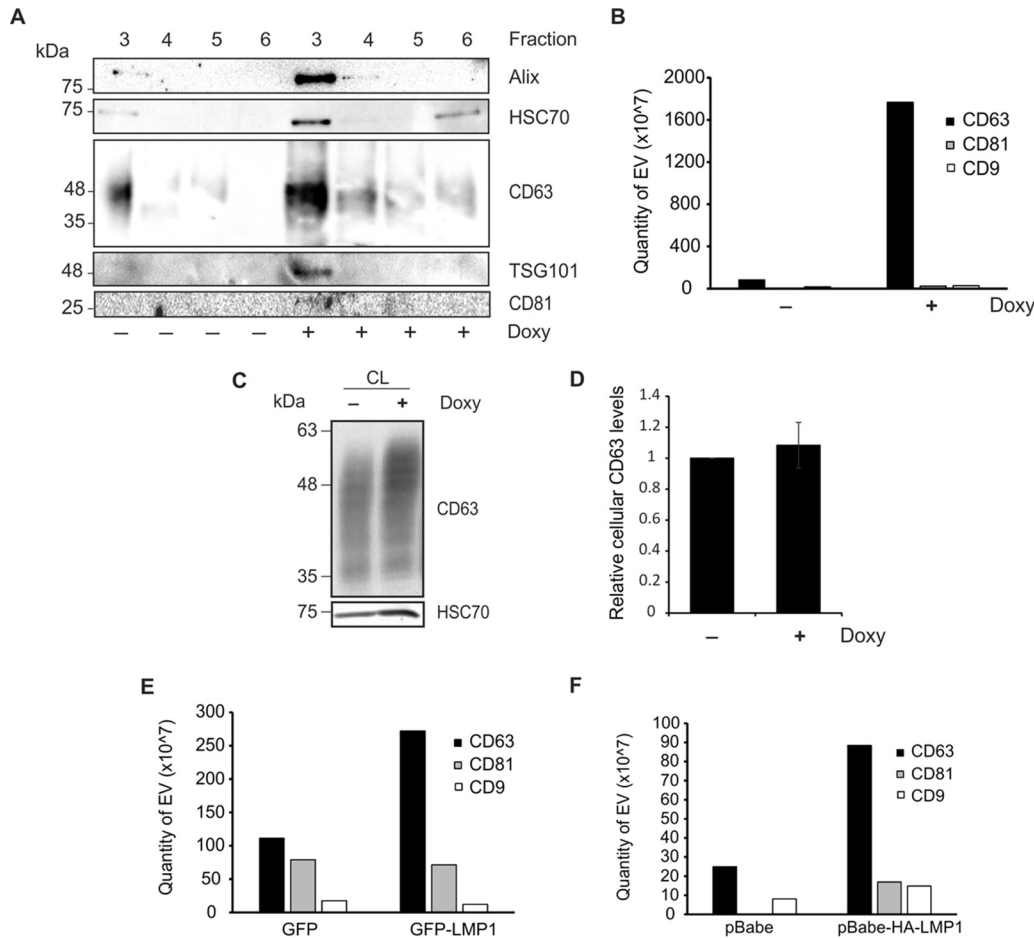 A
kDa
3 4 5 6 3 4 5 6 Fraction
75 Alix
75 HSC70
48 CD63
35
48 TSG101
25 CD81
– – – – + + + + Doxy
B
Quantity of EV (x10^7)
2000
1600
1200
800
400
0
CD63
CD81
CD9
– + Doxy
C
CL
kDa – + Doxy
63
48
CD63
35
75 HSC70
D
Relative cellular CD63 levels
1.4
1.2
1
0.8
0.6
0.4
0.2
0
– + Doxy
E
Quantity of EV (x10^7)
300
250
200
150
100
50
0
CD63
CD81
CD9
GFP GFP-LMP1
F
Quantity of EV (x10^7)
100
90
80
70
60
50
40
30
20
10
0
CD63
CD81
CD9
pBabe pBabe-HA-LMP1